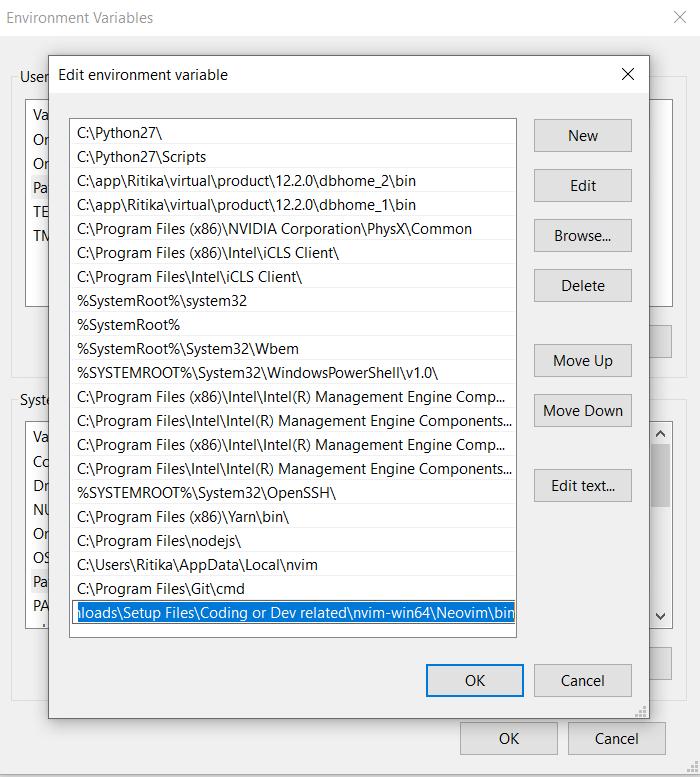 Environment Variables
Edit environment variable
User
Va
On
On
Pa
TE
TM
C:\Python27\
C:\Python27\Scripts
C:\app\Ritika\virtual\product\12.2.0\dbhome_2\bin
C:\app\Ritika\virtual\product\12.2.0\dbhome_1\bin
C:\Program Files (x86)\NVIDIA Corporation\PhysX\Common
C:\Program Files (x86)\Intel\iCLS Client\
C:\Program Files\Intel\iCLS Client\
%SystemRoot%\system32
%SystemRoot%
%SystemRoot%\System32\Wbem
%SYSTEMROOT%\System32\WindowsPowerShell\v1.0\
C:\Program Files (x86)\Intel\Intel(R) Management Engine Comp...
C:\Program Files\Intel\Intel(R) Management Engine Components...
C:\Program Files (x86)\Intel\Intel(R) Management Engine Comp...
C:\Program Files\Intel\Intel(R) Management Engine Components...
%SYSTEMROOT%\System32\OpenSSH\
C:\Program Files (x86)\Yarn\bin\
C:\Program Files\nodejs\
C:\Users\Ritika\AppData\Local\nvim
C:\Program Files\Git\cmd
nloads\Setup Files\Coding or Dev related\nvim-win64\Neovim\bin
New
Edit
Browse...
Delete
Move Up
Move Down
Edit text...
Syste
Va
Co
Dr
NU
On
OS
Pa
PA
OK
Cancel
OK
Cancel